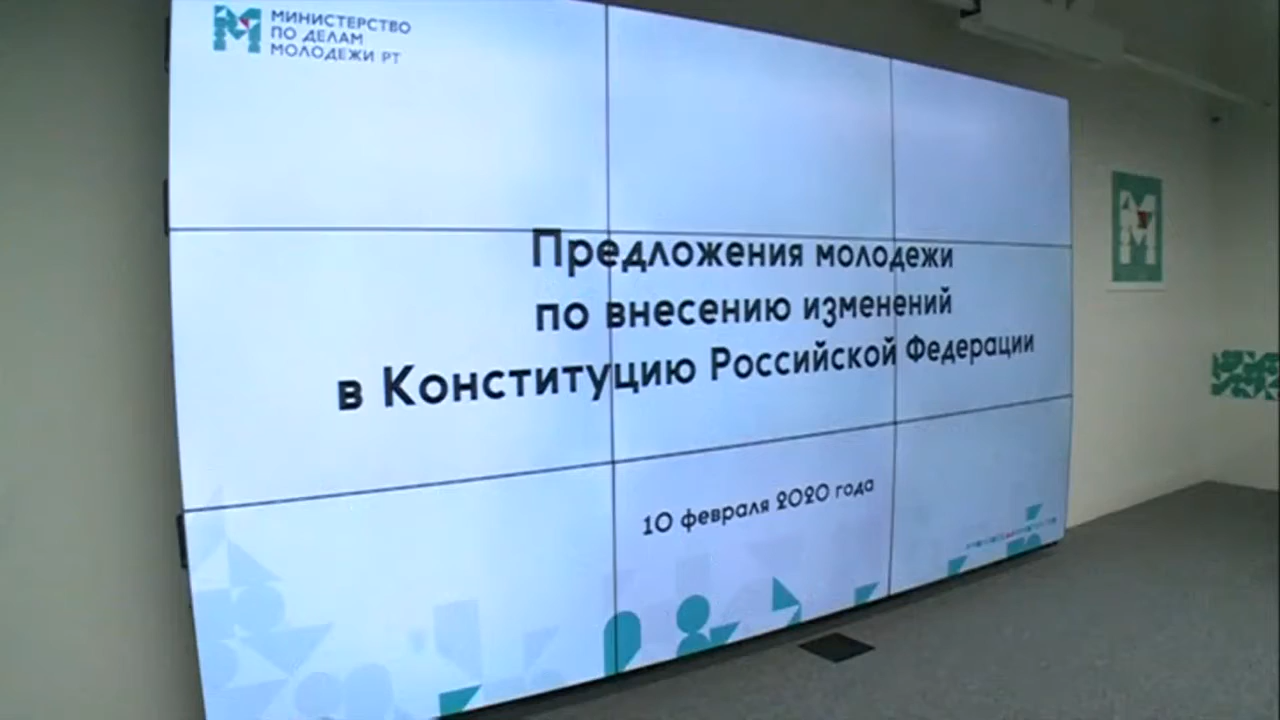 МИНИСТЕРСТВО
ПО ДЕЛАМ
МОЛОДЕЖИ РТ
Предложения молодежи
по внесению изменений
в Конституцию Российской Федерации
10 февраля 2020 года